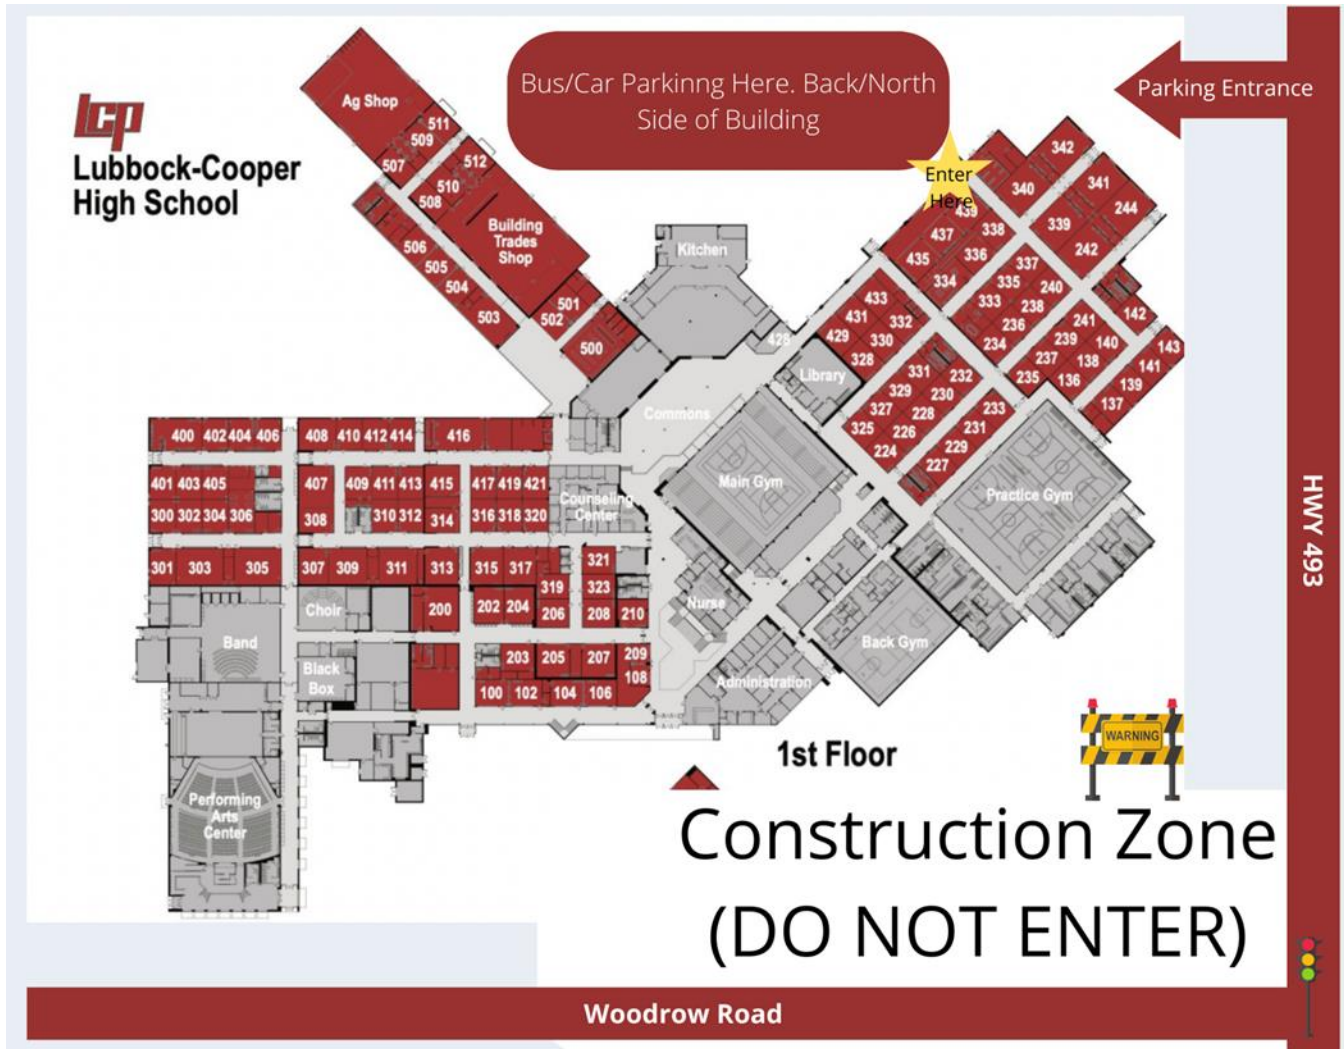 lcp
Lubbock-Cooper
High School
Bus/Car Parkinng Here. Back/North
Side of Building
Parking Entrance
Enter
Here
Ag Shop
511
509
507
512
510
508
Building
Trades
Shop
506
505
504
503
501
502
500
Kitchen
428
Library
Commons
Main Gym
Practice Gym
Back Gym
342
340
341
244
339
242
439
437
435
338
336
334
337
335
333
240
238
236
234
142
143
141
139
137
241
239
237
235
140
138
136
433
431
429
332
330
328
331
329
327
325
232
230
228
226
224
233
231
229
227
400 402 404 406
408 410 412 414
416
401 403 405
407
409 411 413 415
417 419 421
300 302 304 306
308
310 312 314
316 318 320
Counseling
Center
301 303 305
307 309 311 313
315 317
319
321
323
Choir
200
202 204
206
208 210
Nurse
Band
Black
Box
203 205 207
209
108
100 102 104 106
Administration
Performing
Arts
Center
1st Floor
WARNING
Construction Zone
(DO NOT ENTER)
HWY 493
Woodrow Road